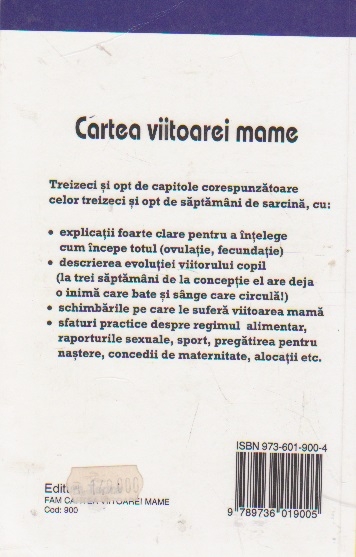 Cartea viitoarei mame
Treizeci și opt de capitole corespunzătoare
celor treizeci și opt de săptămâni de sarcină, cu:
• explicații foarte clare pentru a înțelege
cum începe totul (ovulație, fecundație)
• descrierea evoluției viitorului copil
(la trei săptămâni de la concepție el are deja
o inimă care bate și sânge care circulă!)
• schimbările pe care le suferă viitoarea mamă
• sfaturi practice despre regimul alimentar,
raporturile sexuale, sport, pregătirea pentru
naștere, concedii de maternitate, alocații etc.
ISBN 973-601-900-4
FAM CARTEA VIITOAREI MAME
Cod: 900
9 789736 019005